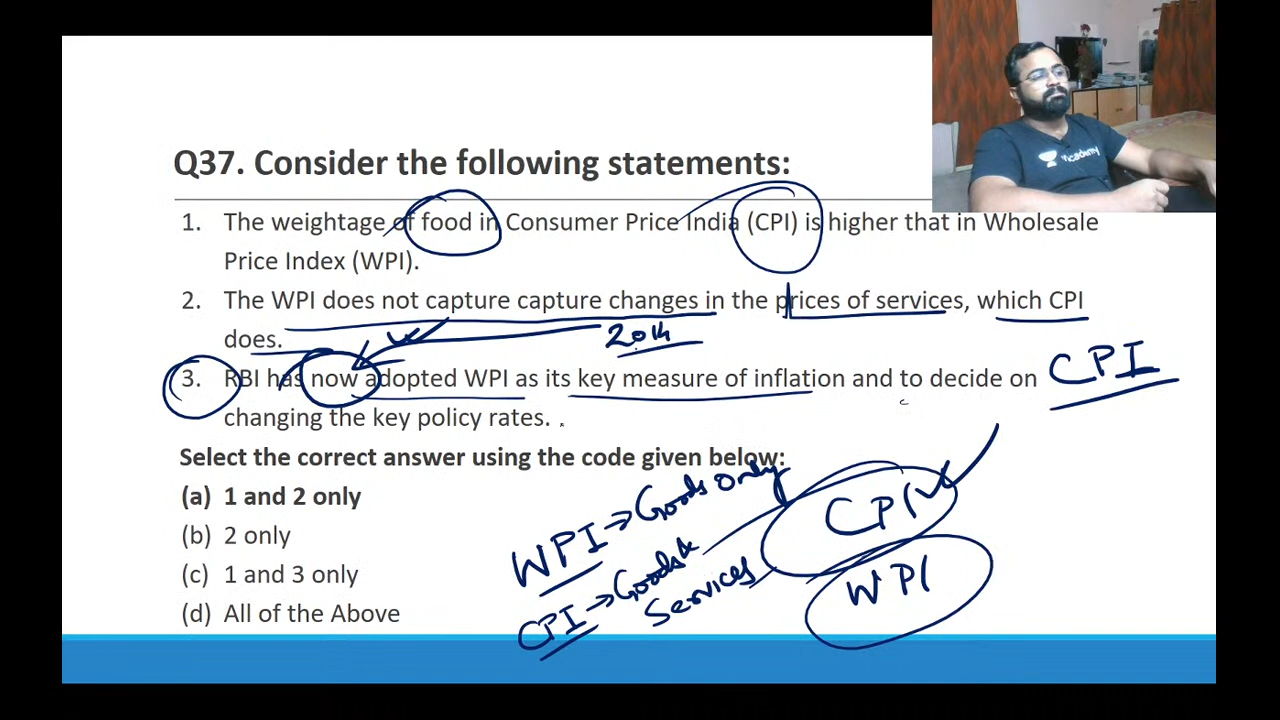 Q37. Consider the following statements:
1. The weightage of food in Consumer Price India (CPI) is higher that in Wholesale
Price Index (WPI).
2. The WPI does not capture capture changes in the prices of services, which CPI
does.
2014
3. RBI has now adopted WPI as its key measure of inflation and to decide on
CPI
changing the key policy rates.
Select the correct answer using the code given below:
(a) 1 and 2 only
(b) 2 only
(c) 1 and 3 only
(d) All of the Above
WPI → Goods Only
CPI → Goods &
Services
CPI
WPI